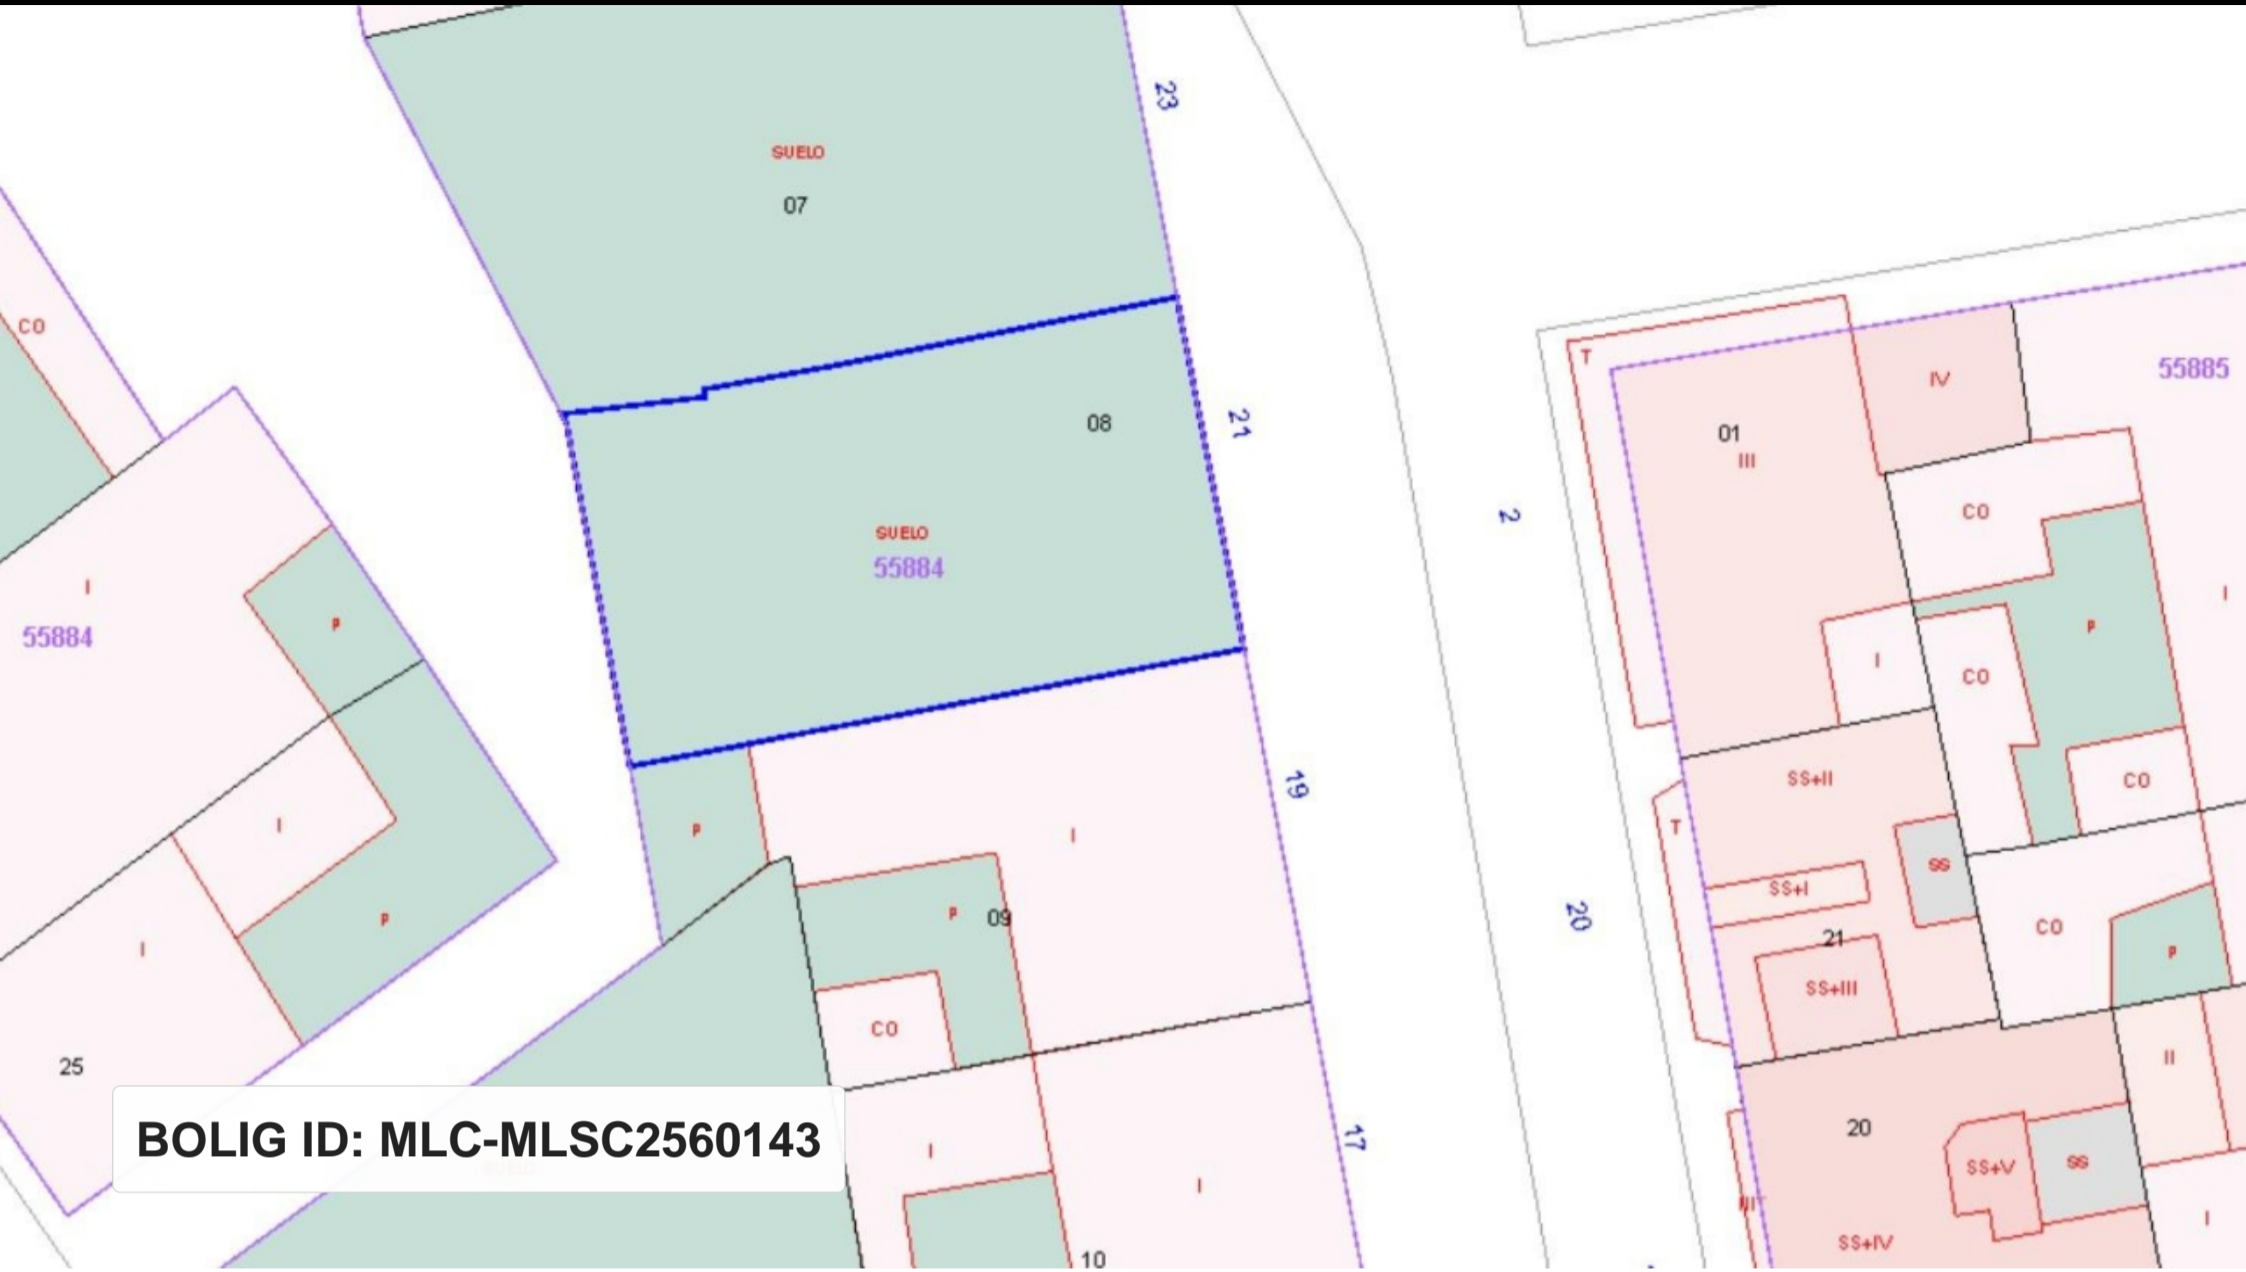 23
SUELO
07
CO
T
IV
55885
01
III
08
21
CO
2
SUELO
55884
I
P
I
P
55884
I
CO
SS+II
CO
19
T
P
I
I
SS
SS+I
P
09
20
P
CO
21
P
I
SS+III
CO
II
25
20
BOLIG ID: MLC-MLSC2560143
17
I
SS+V
SS
I
I
SS+IV
10